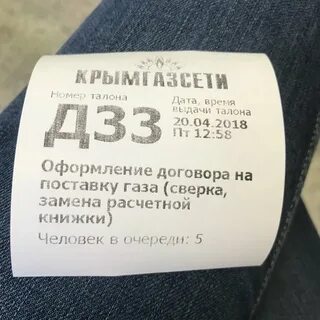 КРЫМГАЗСЕТИ
Номер талона
Дата, время
выдачи талона
Д33
20.04.2018
Пт 12:58
Оформление договора на
поставку газа (сверка,
замена расчетной
книжки)
Человек в очереди: 5